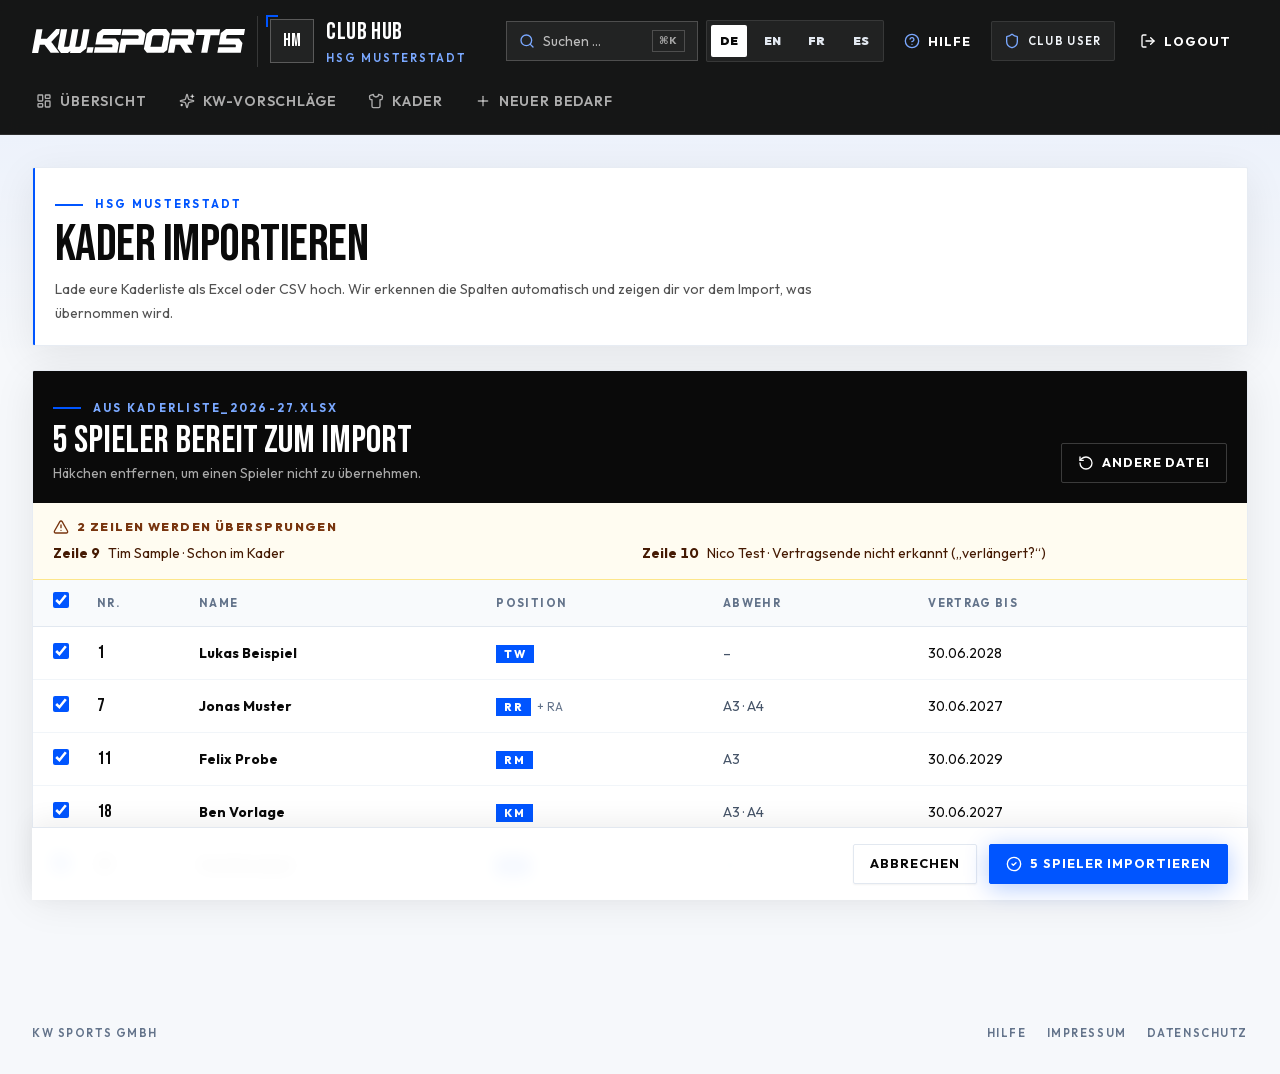 KW.SPORTS
HM
CLUB HUB
HSG MUSTERSTADT
Suchen ...
⌘K
DE EN FR ES
HILFE
CLUB USER
LOGOUT
ÜBERSICHT
KW-VORSCHLÄGE
KADER
NEUER BEDARF
HSG MUSTERSTADT
KADER IMPORTIEREN
Lade eure Kaderliste als Excel oder CSV hoch. Wir erkennen die Spalten automatisch und zeigen dir vor dem Import, was
übernommen wird.
AUS KADERLISTE_2026-27.XLSX
5 SPIELER BEREIT ZUM IMPORT
Häkchen entfernen, um einen Spieler nicht zu übernehmen.
ANDERE DATEI
2 ZEILEN WERDEN ÜBERSPRUNGEN
Zeile 9 Tim Sample · Schon im Kader
Zeile 10 Nico Test · Vertragsende nicht erkannt („verlängert?“)
NR. NAME POSITION ABWEHR VERTRAG BIS
1 Lukas Beispiel TW – 30.06.2028
7 Jonas Muster RR + RA A3 · A4 30.06.2027
11 Felix Probe RM A3 30.06.2029
18 Ben Vorlage KM A3 · A4 30.06.2027
ABBRECHEN
5 SPIELER IMPORTIEREN
KW SPORTS GMBH
HILFE IMPRESSUM DATENSCHUTZ